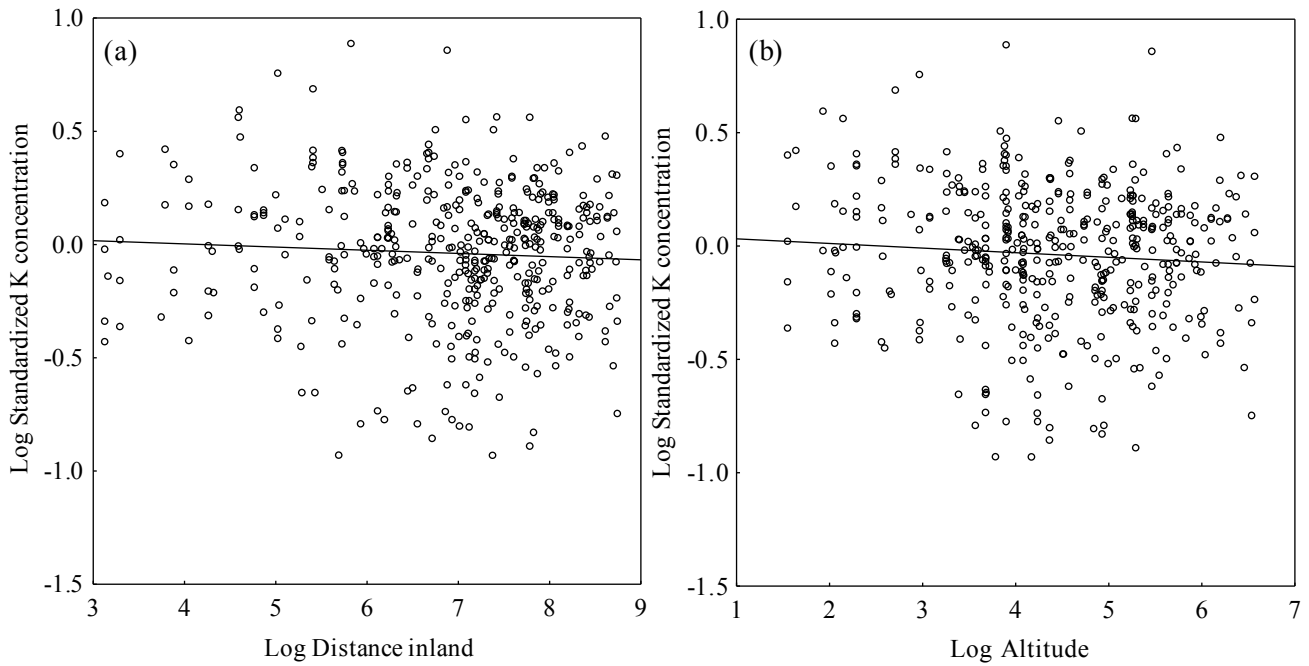 (a)
Log Standardized K concentration
1.0
0.5
0.0
-0.5
-1.0
-1.5
3 4 5 6 7 8 9
Log Distance inland
(b)
Log Standardized K concentration
1.0
0.5
0.0
-0.5
-1.0
-1.5
1 2 3 4 5 6 7
Log Altitude